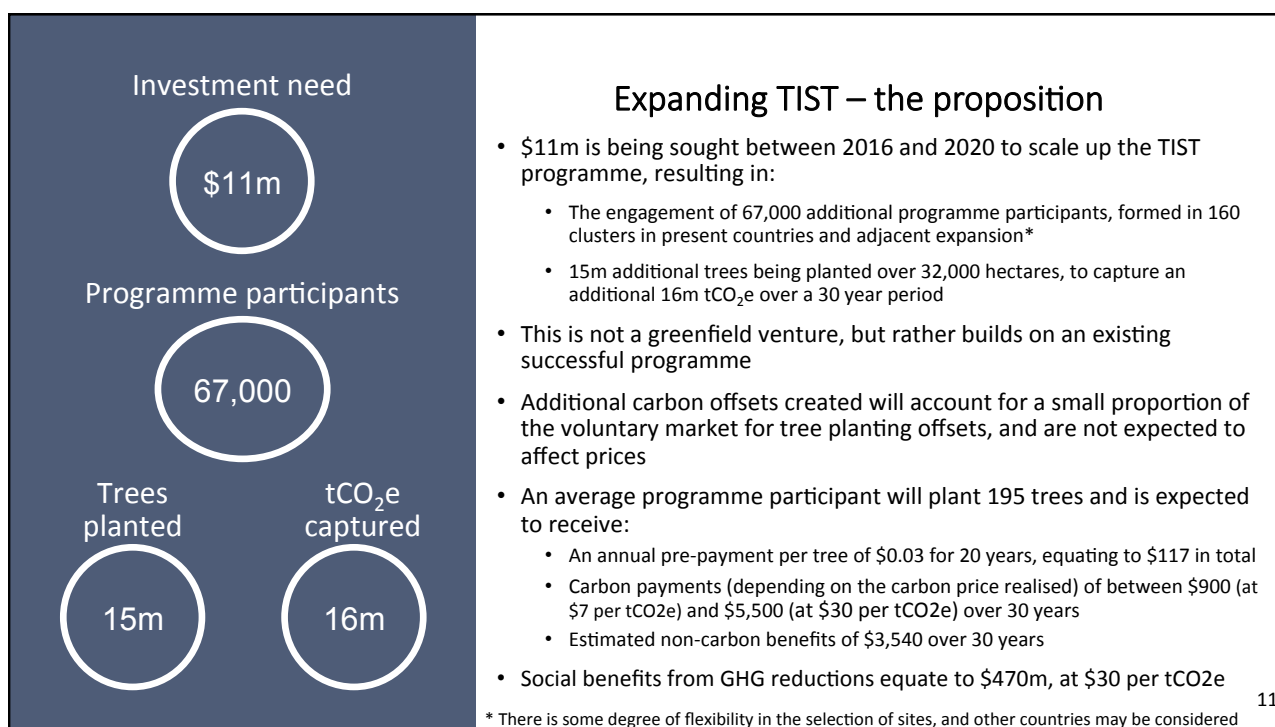 Investment need
$11m
Programme participants
67,000
Trees
planted
15m
tCO₂e
captured
16m
Expanding TIST – the proposition
• $11m is being sought between 2016 and 2020 to scale up the TIST
programme, resulting in:
• The engagement of 67,000 additional programme participants, formed in 160
clusters in present countries and adjacent expansion*
• 15m additional trees being planted over 32,000 hectares, to capture an
additional 16m tCO₂e over a 30 year period
• This is not a greenfield venture, but rather builds on an existing
successful programme
• Additional carbon offsets created will account for a small proportion of
the voluntary market for tree planting offsets, and are not expected to
affect prices
• An average programme participant will plant 195 trees and is expected
to receive:
• An annual pre-payment per tree of $0.03 for 20 years, equating to $117 in total
• Carbon payments (depending on the carbon price realised) of between $900 (at
$7 per tCO2e) and $5,500 (at $30 per tCO2e) over 30 years
• Estimated non-carbon benefits of $3,540 over 30 years
• Social benefits from GHG reductions equate to $470m, at $30 per tCO2e
11
* There is some degree of flexibility in the selection of sites, and other countries may be considered